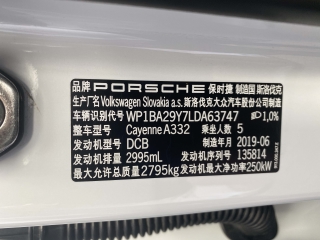 品牌 PORSCHE 保时捷 制造国 斯洛伐克
生产厂名 Volkswagen Slovakia a.s. 斯洛伐克大众汽车股份公司制造
车辆识别代号 WP1BA29Y7LDA63747 1,0%
整车型号 Cayenne A332 乘坐人数 5
发动机型号 DCB 制造年月 2019-06
发动机排量 2995mL 发动机号 135814
最大允许总质量 2795kg 发动机最大净功率 250kW